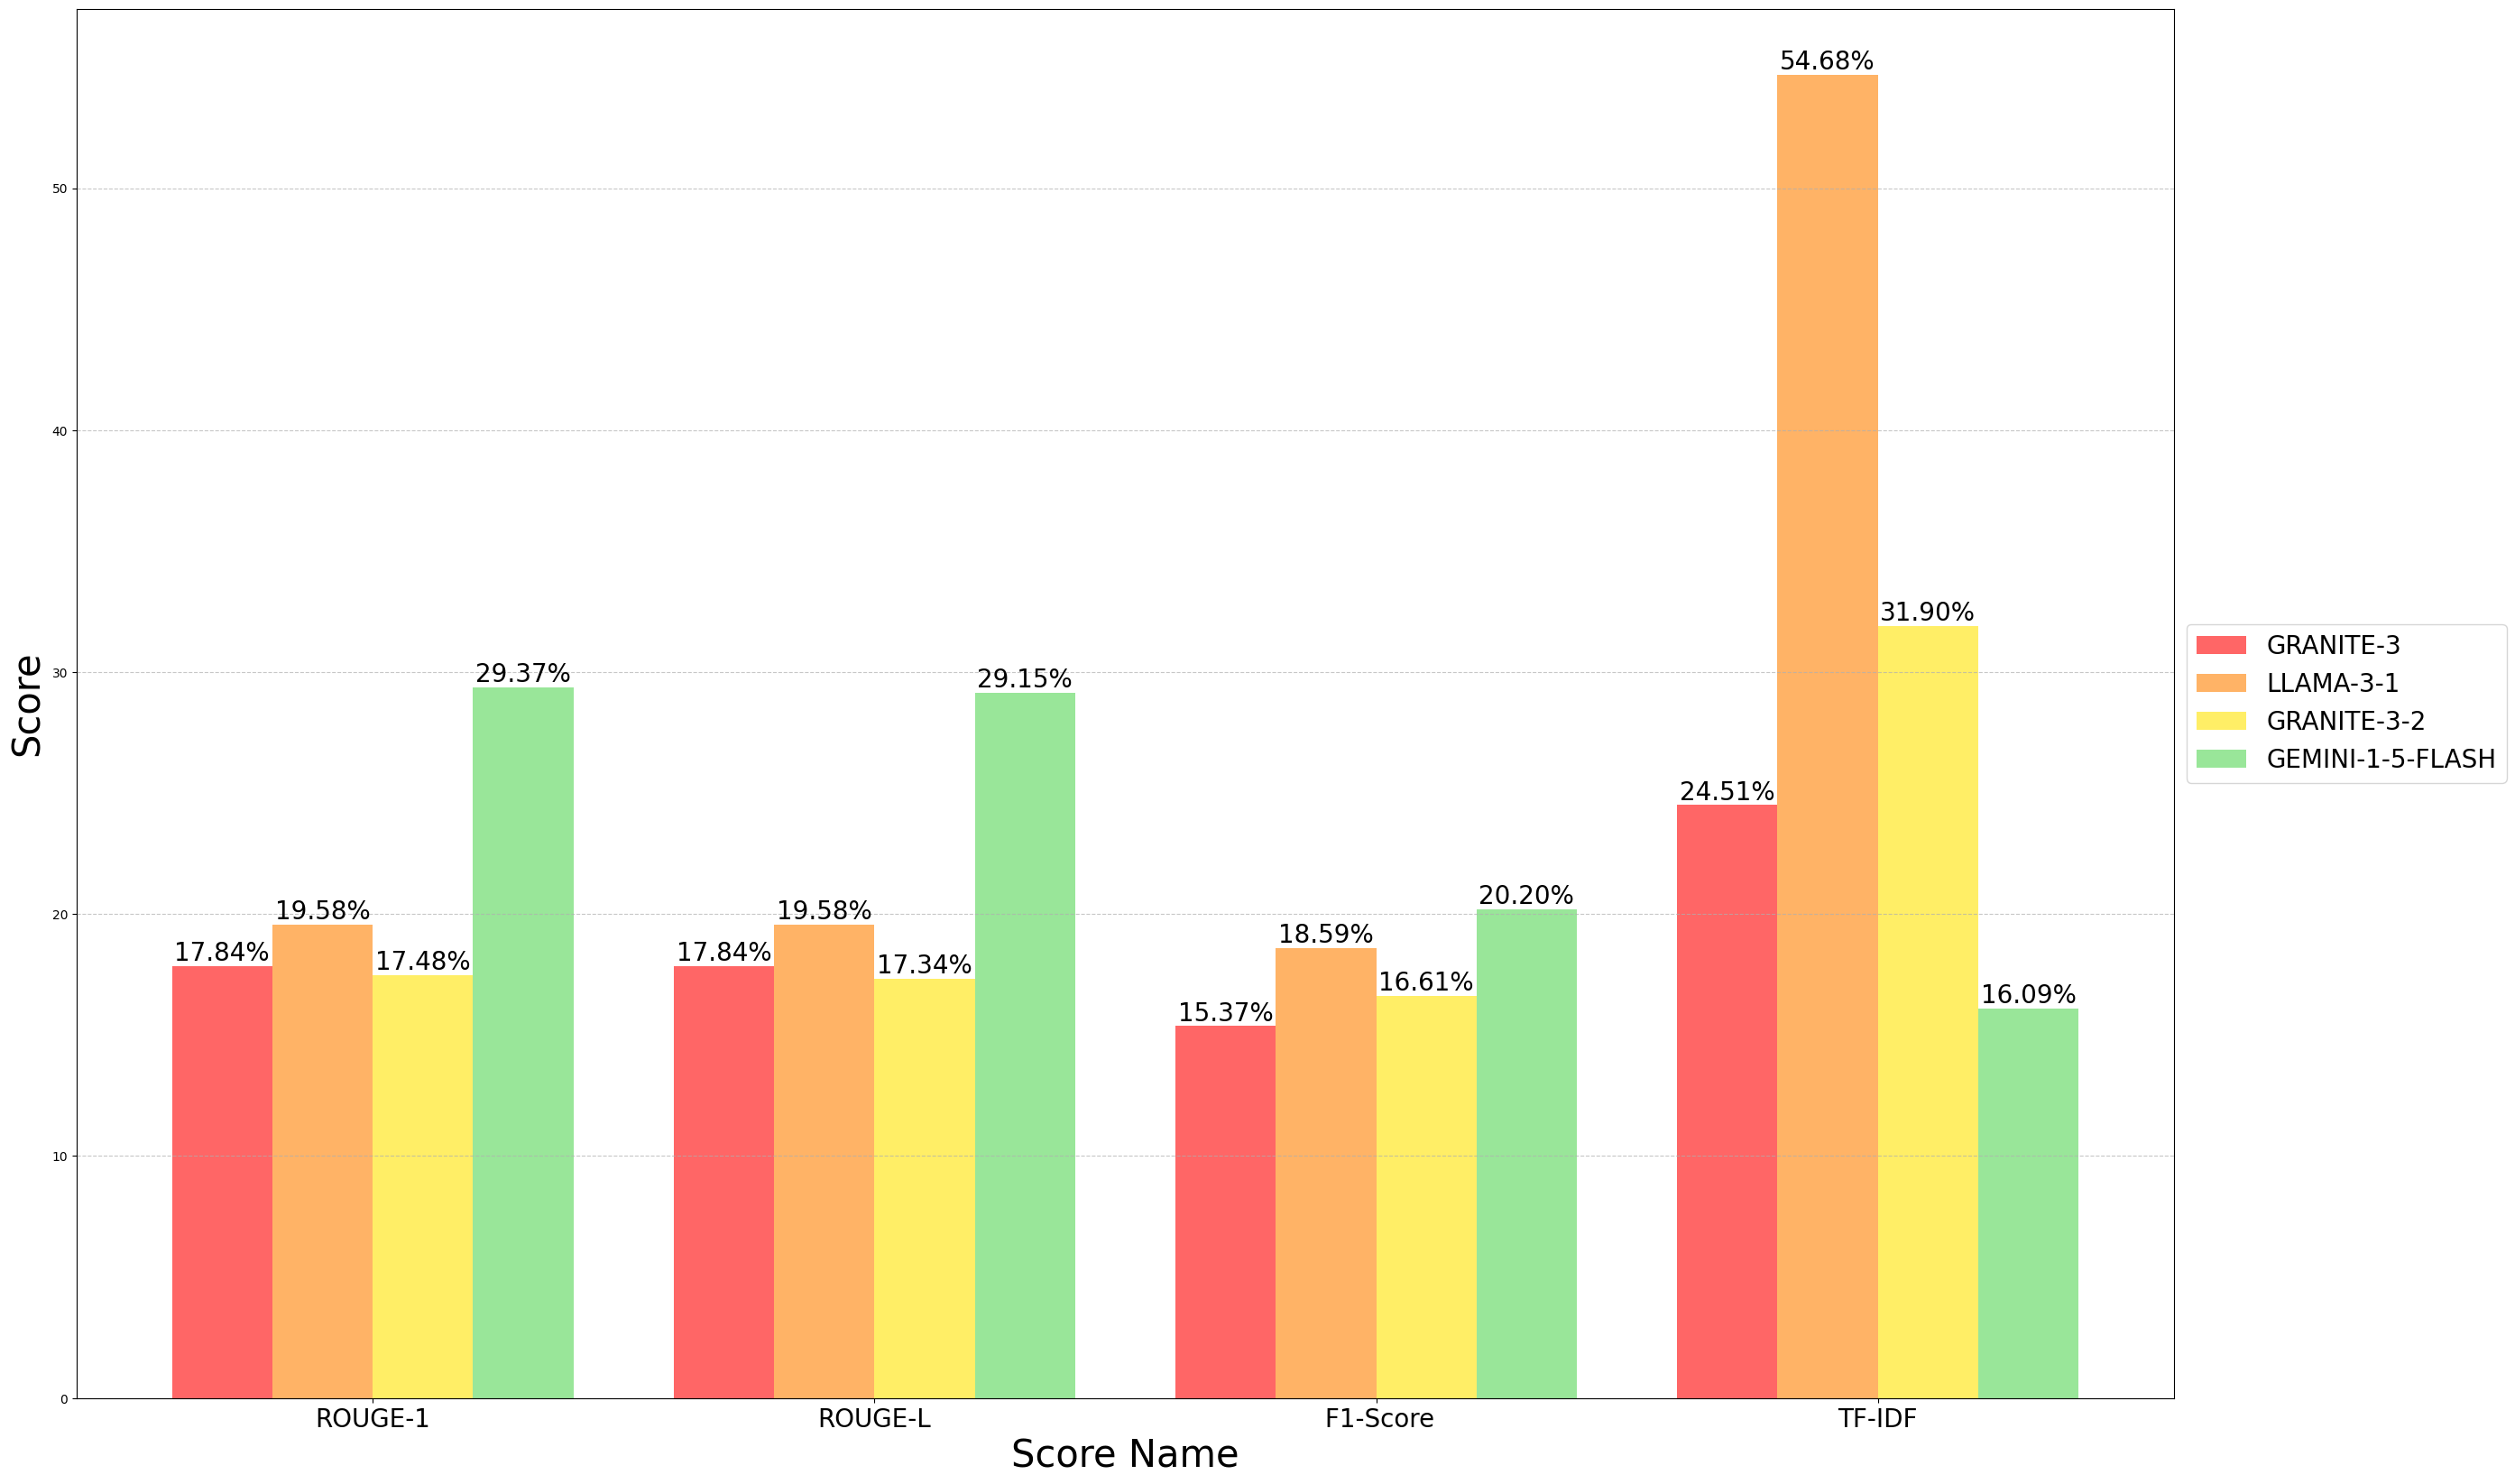 54.68%
50
40
31.90%
30
29.37%
29.15%
24.51%
20.20%
20
19.58%
19.58%
18.59%
17.84%
17.48%
17.84%
17.34%
16.61%
16.09%
15.37%
10
0
ROUGE-1
ROUGE-L
F1-Score
TF-IDF
Score Name
Score
GRANITE-3
LLAMA-3-1
GRANITE-3-2
GEMINI-1-5-FLASH